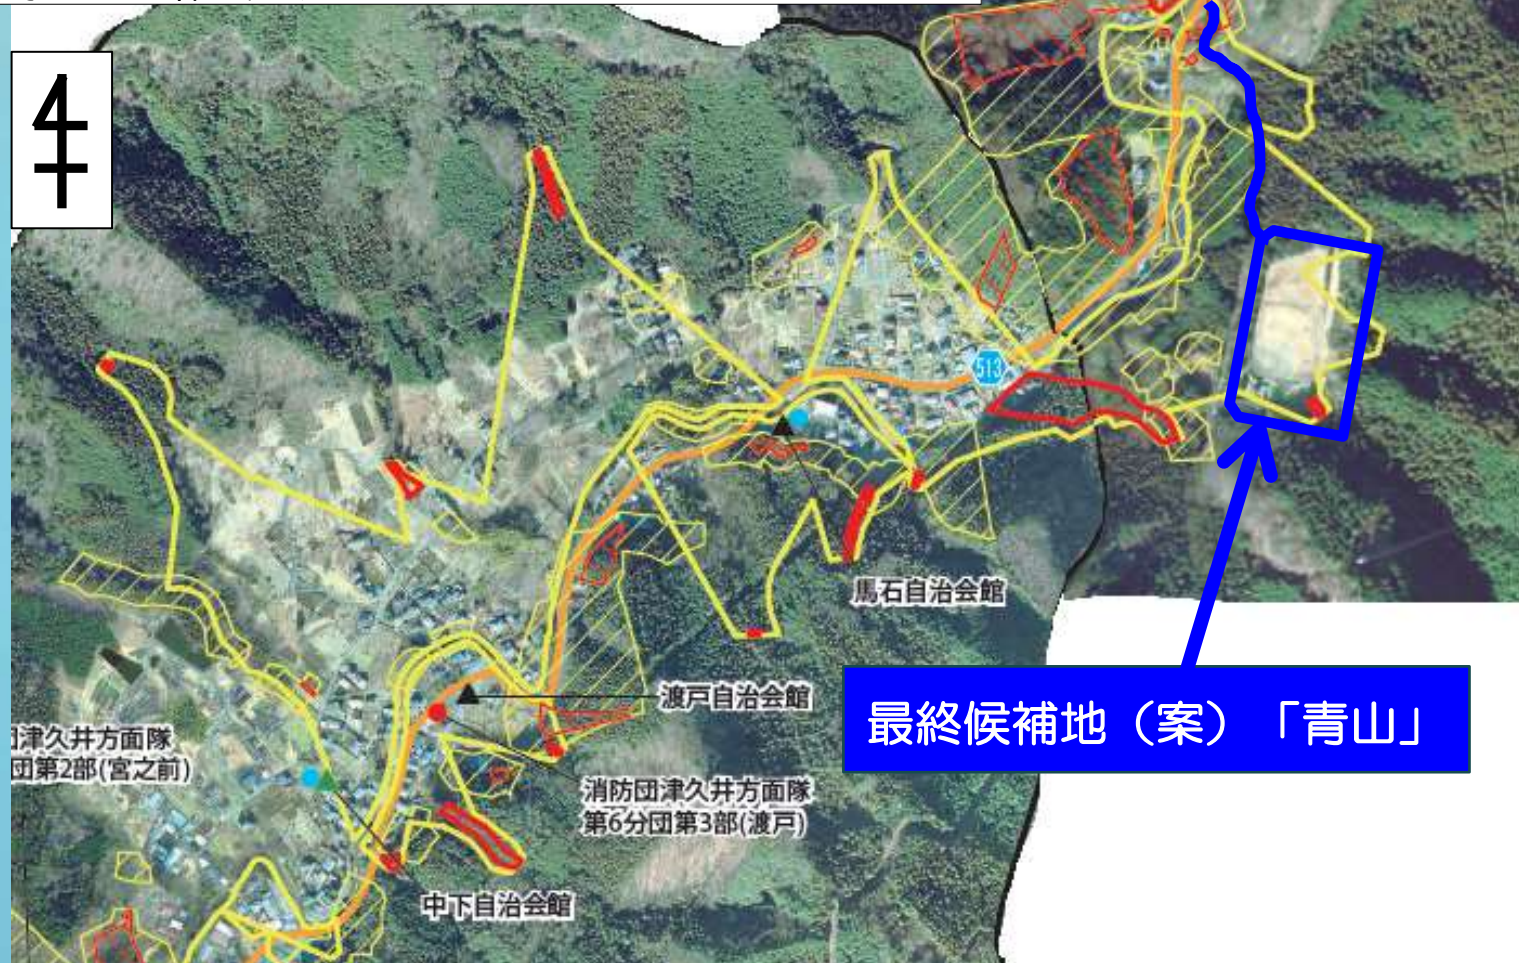 513
馬石自治会館
渡戸自治会館
最終候補地（案）「青山」
津久井方面隊
団第2部(宮之前)
消防団津久井方面隊
第6分団第3部(渡戸)
中下自治会館